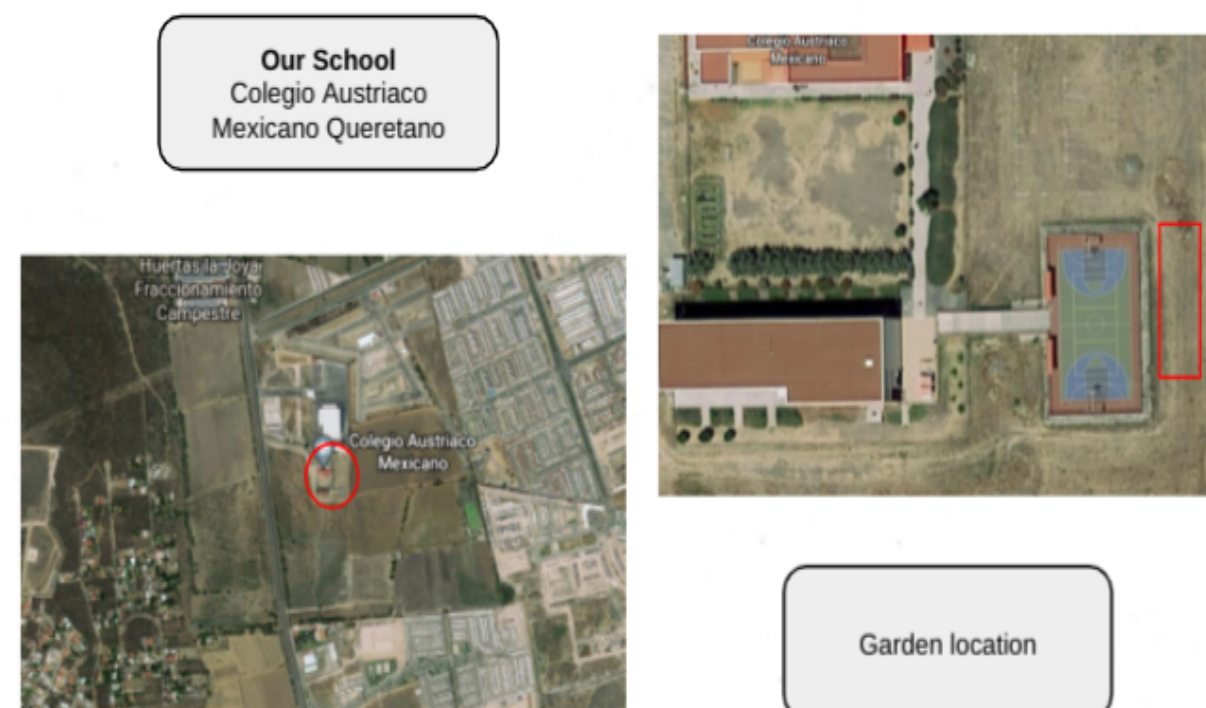 Our School
Colegio Austriaco
Mexicano Queretano
Colegio Austriaco
Mexicano
Huertas la Joya
Fraccionamiento
Campestre
Colegio Austriaco
Mexicano
Garden location